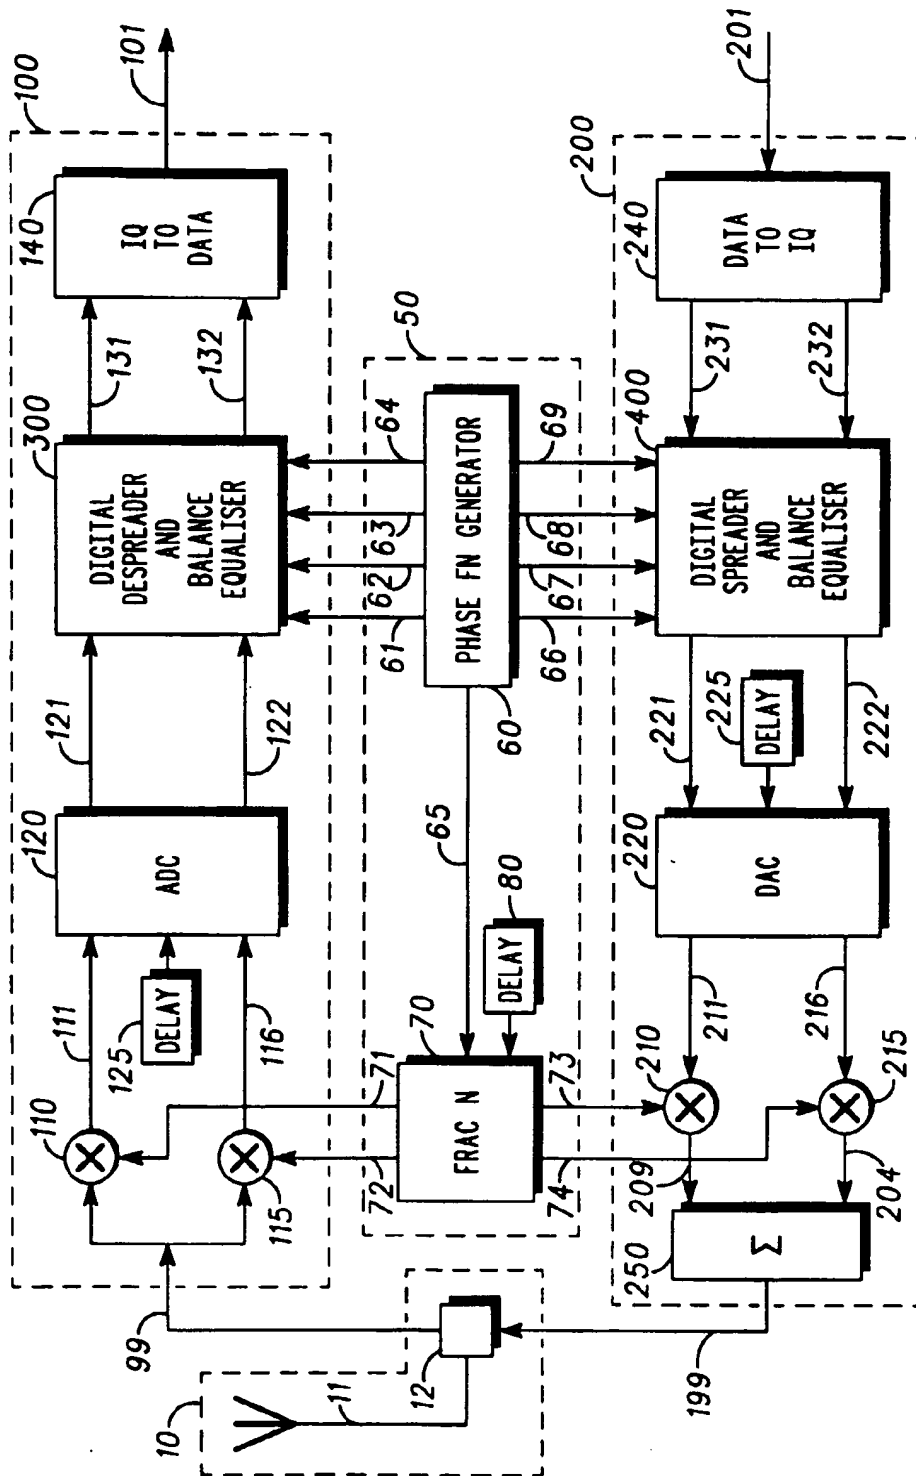 100
101
140
IQ
TO
DATA
131
132
300
DIGITAL
DESPREADER
AND
BALANCE
EQUALISER
121
122
120
ADC
111
125
DELAY
116
110
115
99
50
64
63
62
61
PHASE FN GENERATOR
60
69
68
67
66
65
80
DELAY
70
FRAC N
71
72
73
74
10
11
12
200
201
240
DATA
TO
IQ
231
232
400
DIGITAL
SPREADER
AND
BALANCE
EQUALISER
221
225
DELAY
222
220
DAC
211
216
210
215
209
204
250
Σ
199